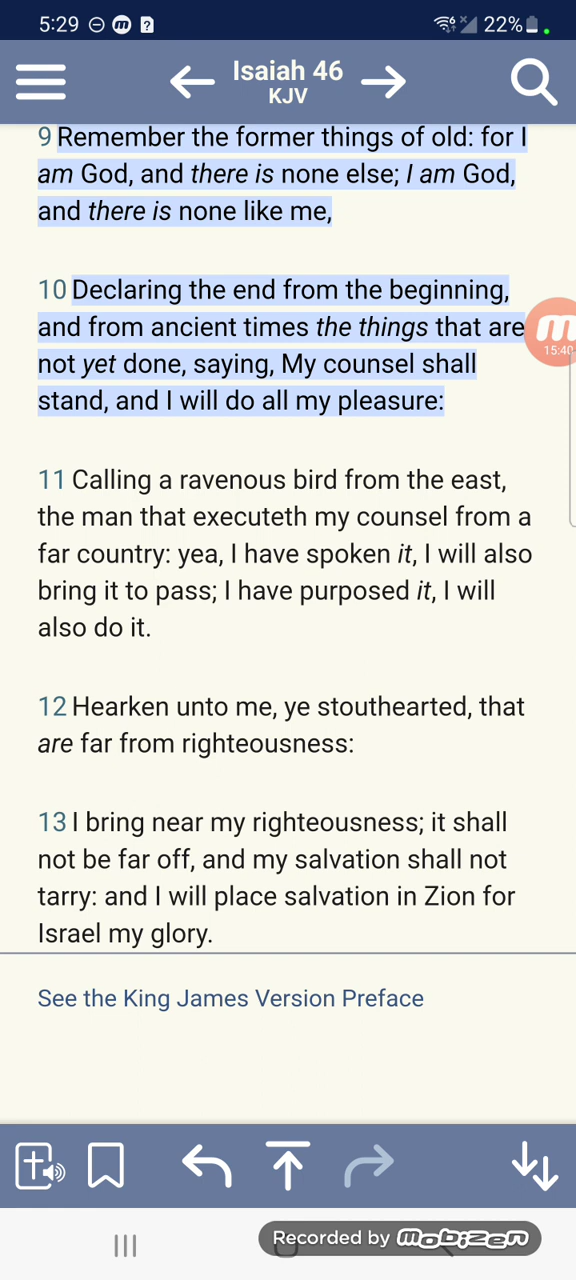 5:29 m ? 22%
Isaiah 46
KJV
9 Remember the former things of old: for I
am God, and there is none else; I am God,
and there is none like me,
10 Declaring the end from the beginning,
and from ancient times the things that are
not yet done, saying, My counsel shall
stand, and I will do all my pleasure:
m
15:40
11 Calling a ravenous bird from the east,
the man that executeth my counsel from a
far country: yea, I have spoken it, I will also
bring it to pass; I have purposed it, I will
also do it.
12 Hearken unto me, ye stouthearted, that
are far from righteousness:
13 I bring near my righteousness; it shall
not be far off, and my salvation shall not
tarry: and I will place salvation in Zion for
Israel my glory.
See the King James Version Preface
Recorded by mobizen